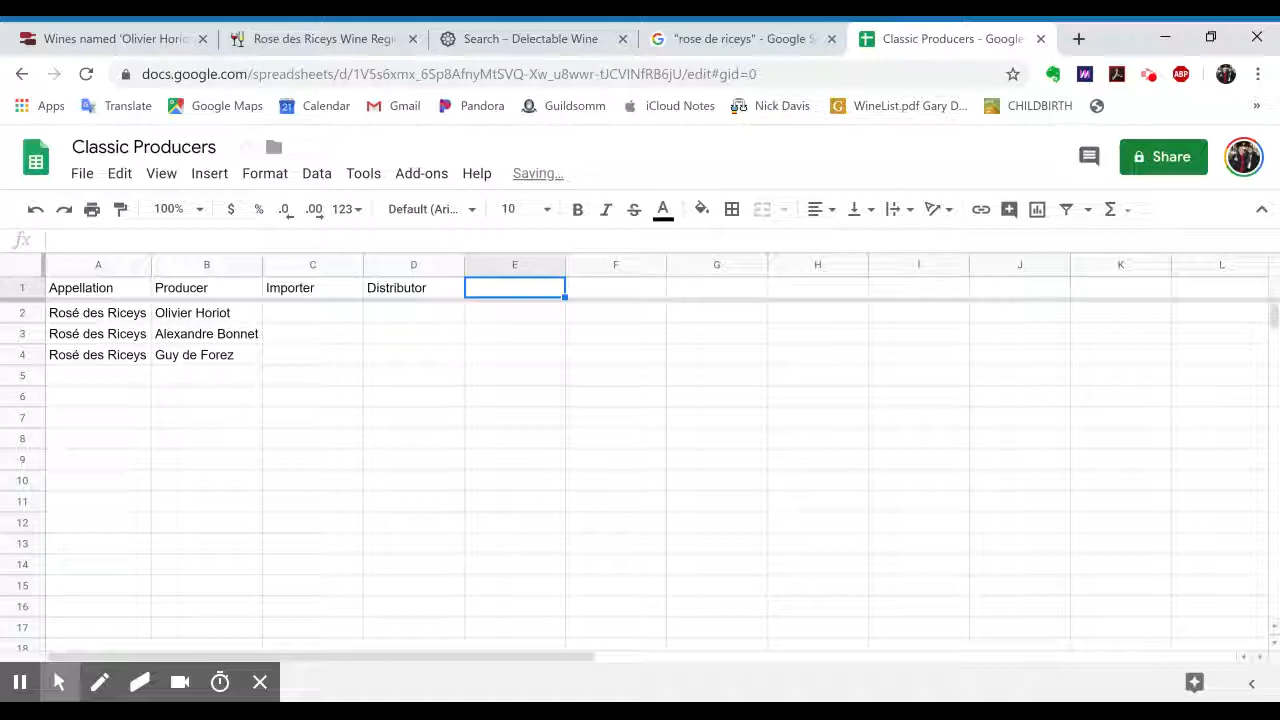 Wines named 'Olivier Horio
Rose des Riceys Wine Regi
Search – Delectable Wine
"rose de riceys" - Google S
Classic Producers - Google
docs.google.com/spreadsheets/d/
/edit#gid=0
ABP
Apps
Translate
Google Maps
Calendar
Gmail
Pandora
Guildsomm
iCloud Notes
Nick Davis
WineList.pdf Gary D...
CHILDBIRTH
»
Classic Producers
Share
File Edit View Insert Format Data Tools Add-ons Help Saving...
100% $ % .0 .00 123 Default (Ari... 10 B I S A
fx
A B C D E F G H I J K L
1 Appellation Producer Importer Distributor
2 Rosé des Riceys Olivier Horiot
3 Rosé des Riceys Alexandre Bonnet
4 Rosé des Riceys Guy de Forez
5
6
7
8
9
10
11
12
13
14
15
16
17
18